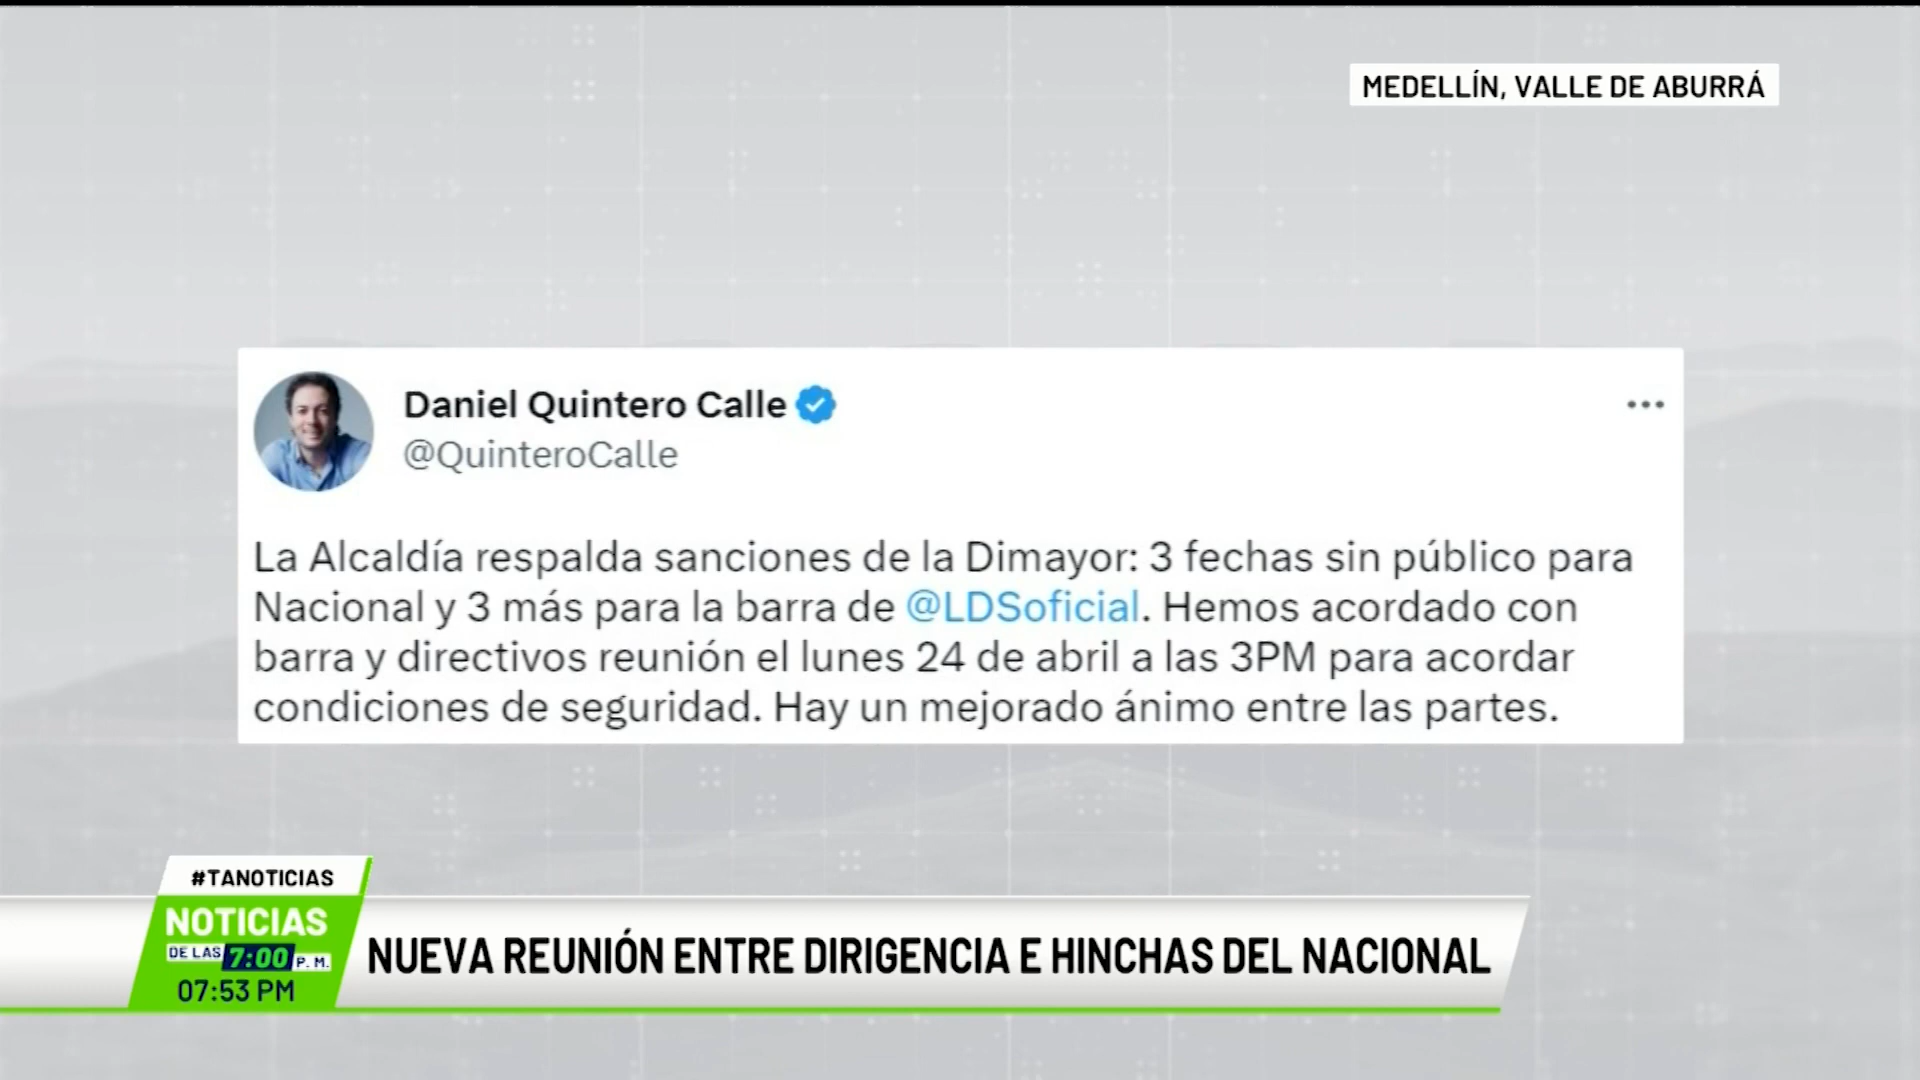 MEDELLÍN, VALLE DE ABURRÁ
Daniel Quintero Calle
@QuinteroCalle
La Alcaldía respalda sanciones de la Dimayor: 3 fechas sin público para
Nacional y 3 más para la barra de @LDSoficial. Hemos acordado con
barra y directivos reunión el lunes 24 de abril a las 3PM para acordar
condiciones de seguridad. Hay un mejorado ánimo entre las partes.
#TANOTICIAS
NOTICIAS
DE LAS 7:00 P. M.
07:53 PM
NUEVA REUNIÓN ENTRE DIRIGENCIA E HINCHAS DEL NACIONAL